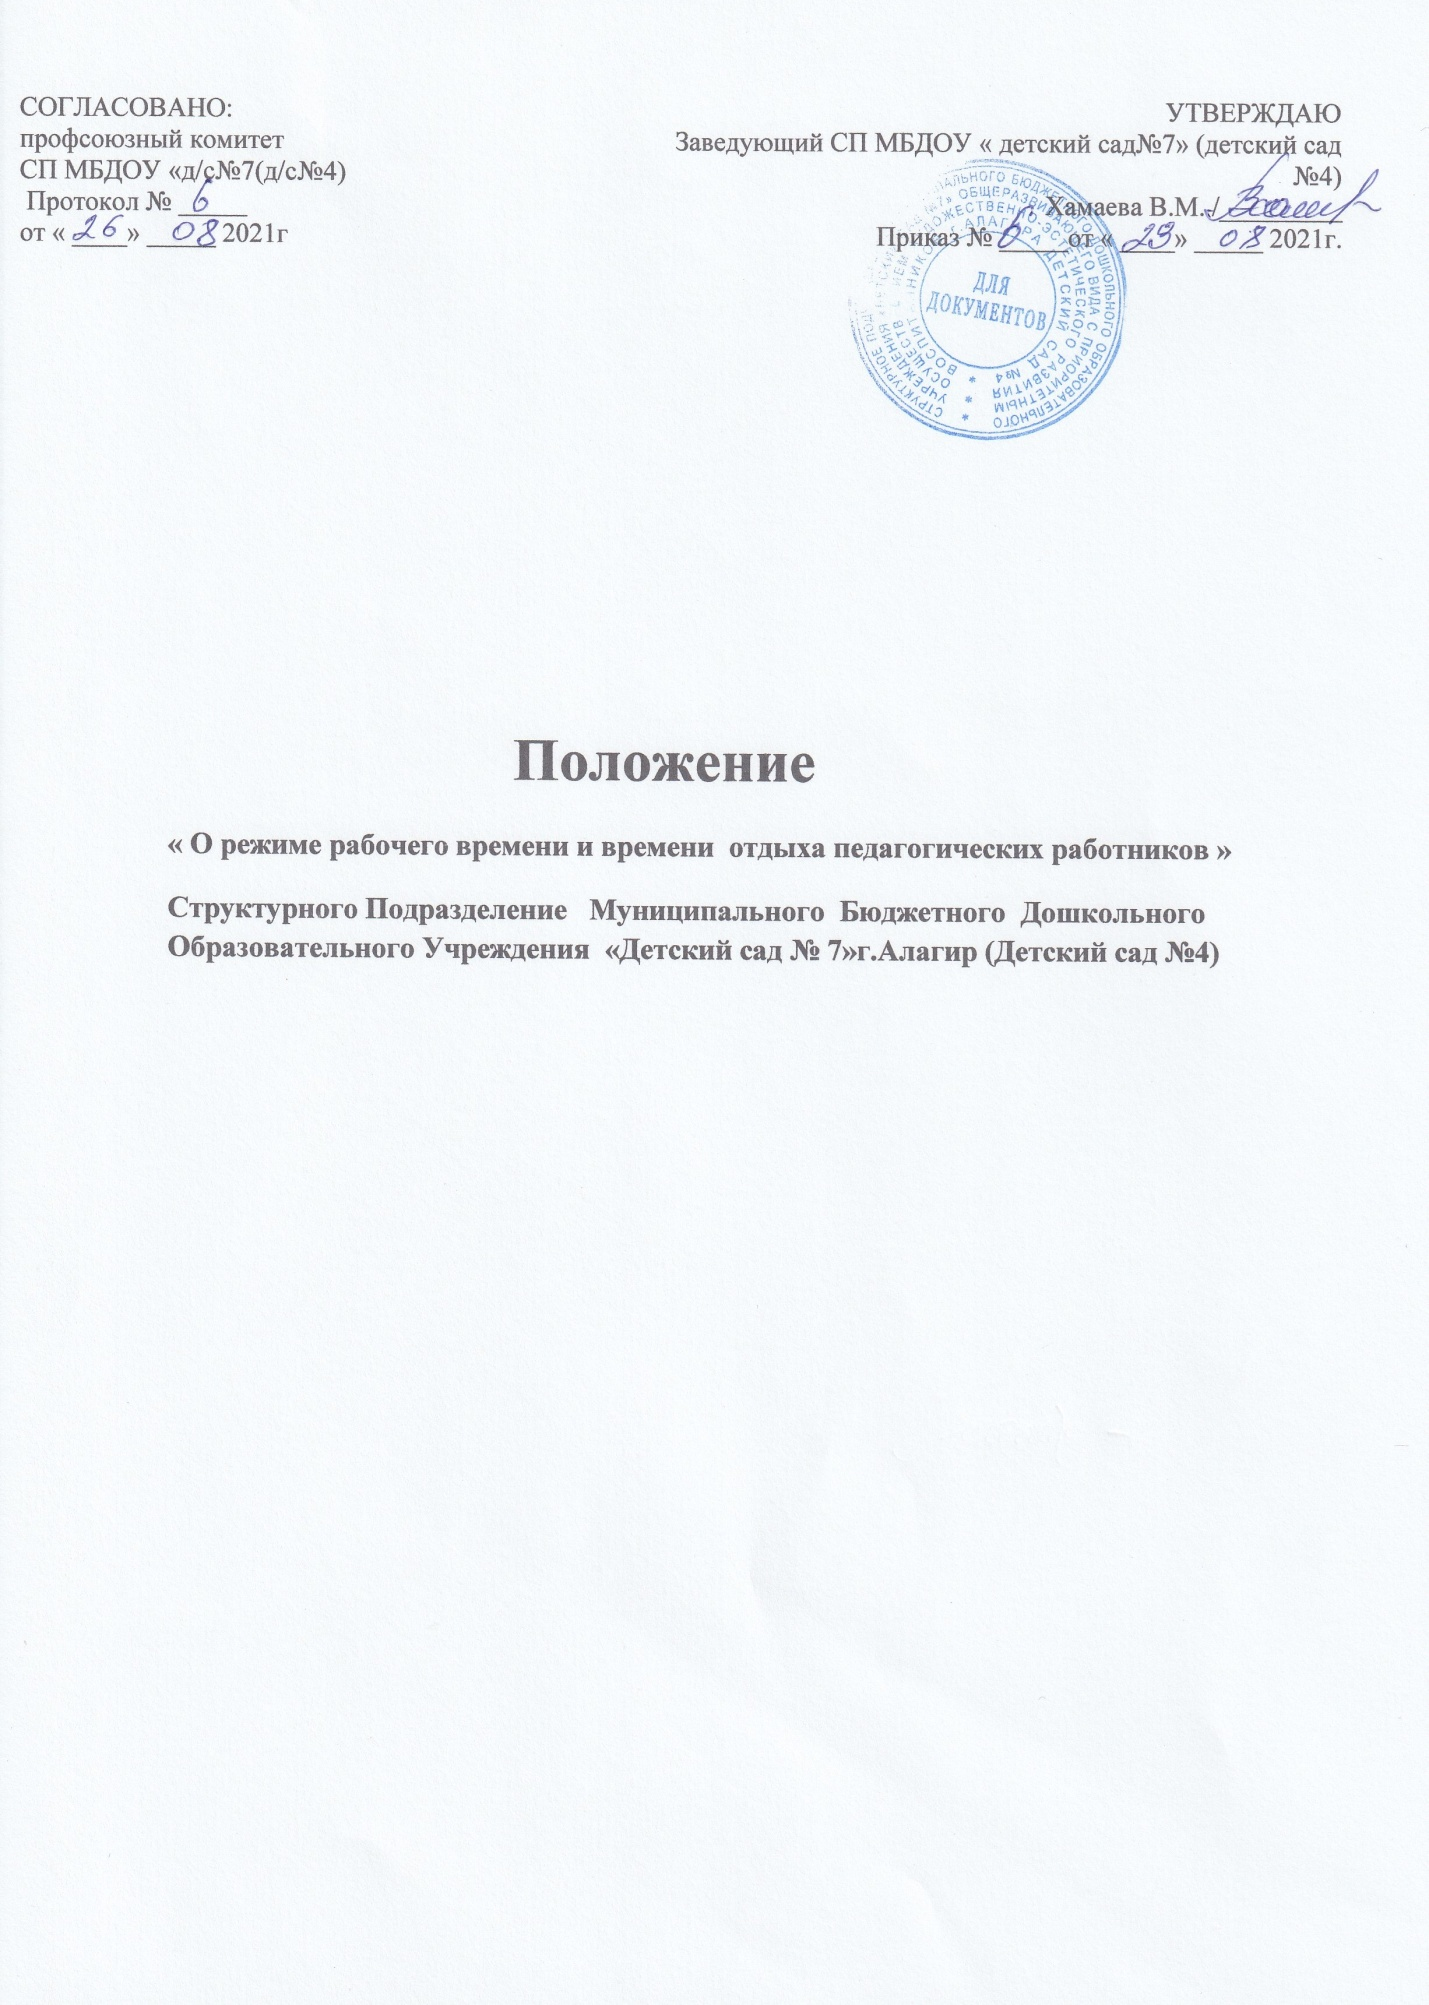 СОГЛАСОВАНО:
профсоюзный комитет
СП МБДОУ «д/с№7(д/с№4)
Протокол № 6
от « 26 » 08 2021г
УТВЕРЖДАЮ
Заведующий СП МБДОУ « детский сад№7» (детский сад
№4)
Хамаева В.М.-/
Приказ № 6 от « 23 » 08 2021г.
ДЛЯ
ДОКУМЕНТОВ
Положение
« О режиме рабочего времени и времени отдыха педагогических работников »
Структурного Подразделение Муниципального Бюджетного Дошкольного
Образовательного Учреждения «Детский сад № 7»г.Алагир (Детский сад №4)